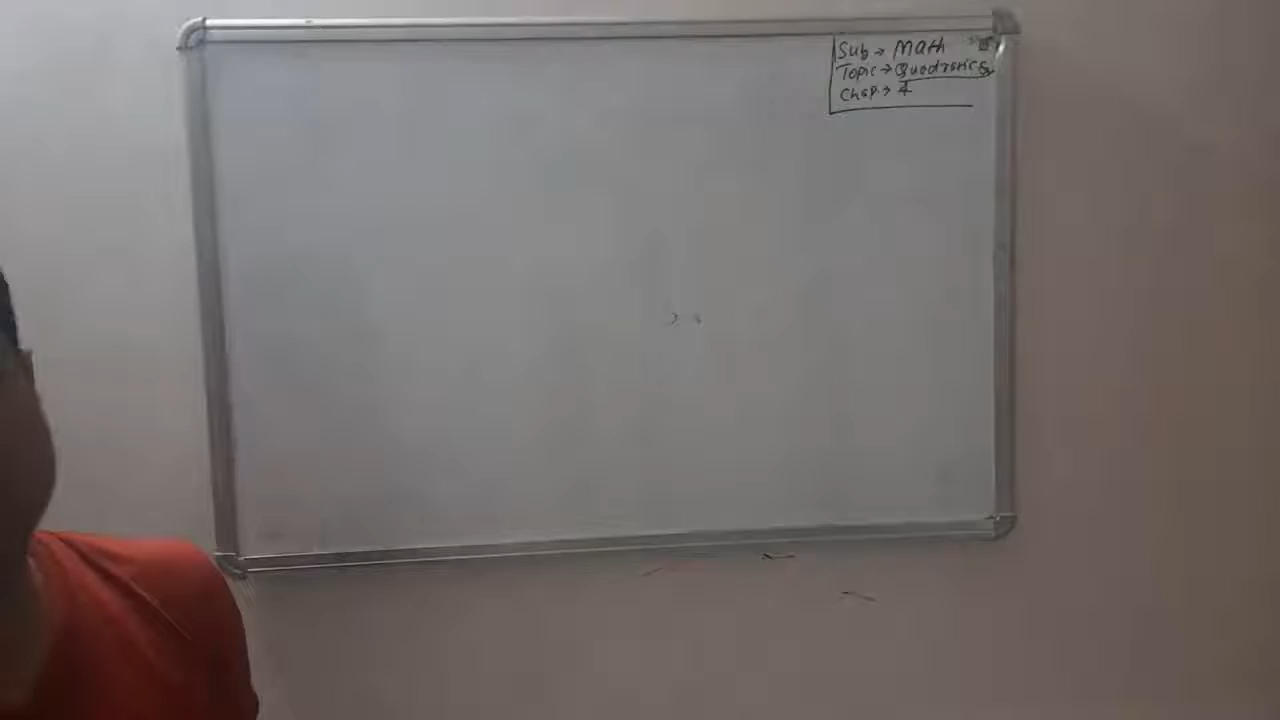 Sub → Math
Topic → Quadratics
Chap → 4